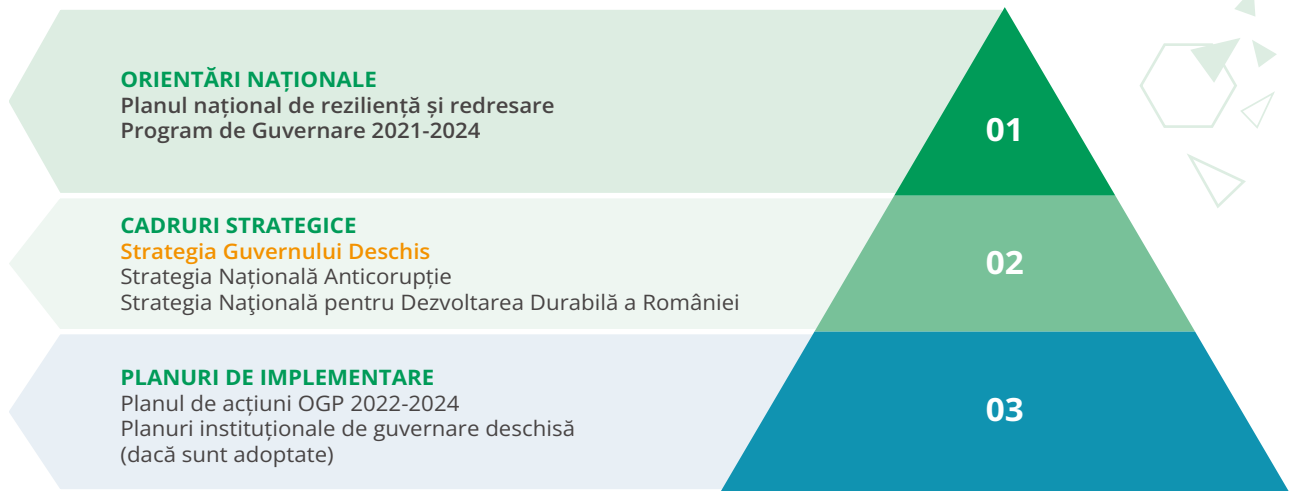 ORIENTĂRI NAȚIONALE
Planul național de reziliență și redresare
Program de Guvernare 2021-2024
01
CADRURI STRATEGICE
Strategia Guvernului Deschis
Strategia Națională Anticorupție
Strategia Naţională pentru Dezvoltarea Durabilă a României
02
PLANURI DE IMPLEMENTARE
Planul de acțiuni OGP 2022-2024
Planuri instituționale de guvernare deschisă
(dacă sunt adoptate)
03